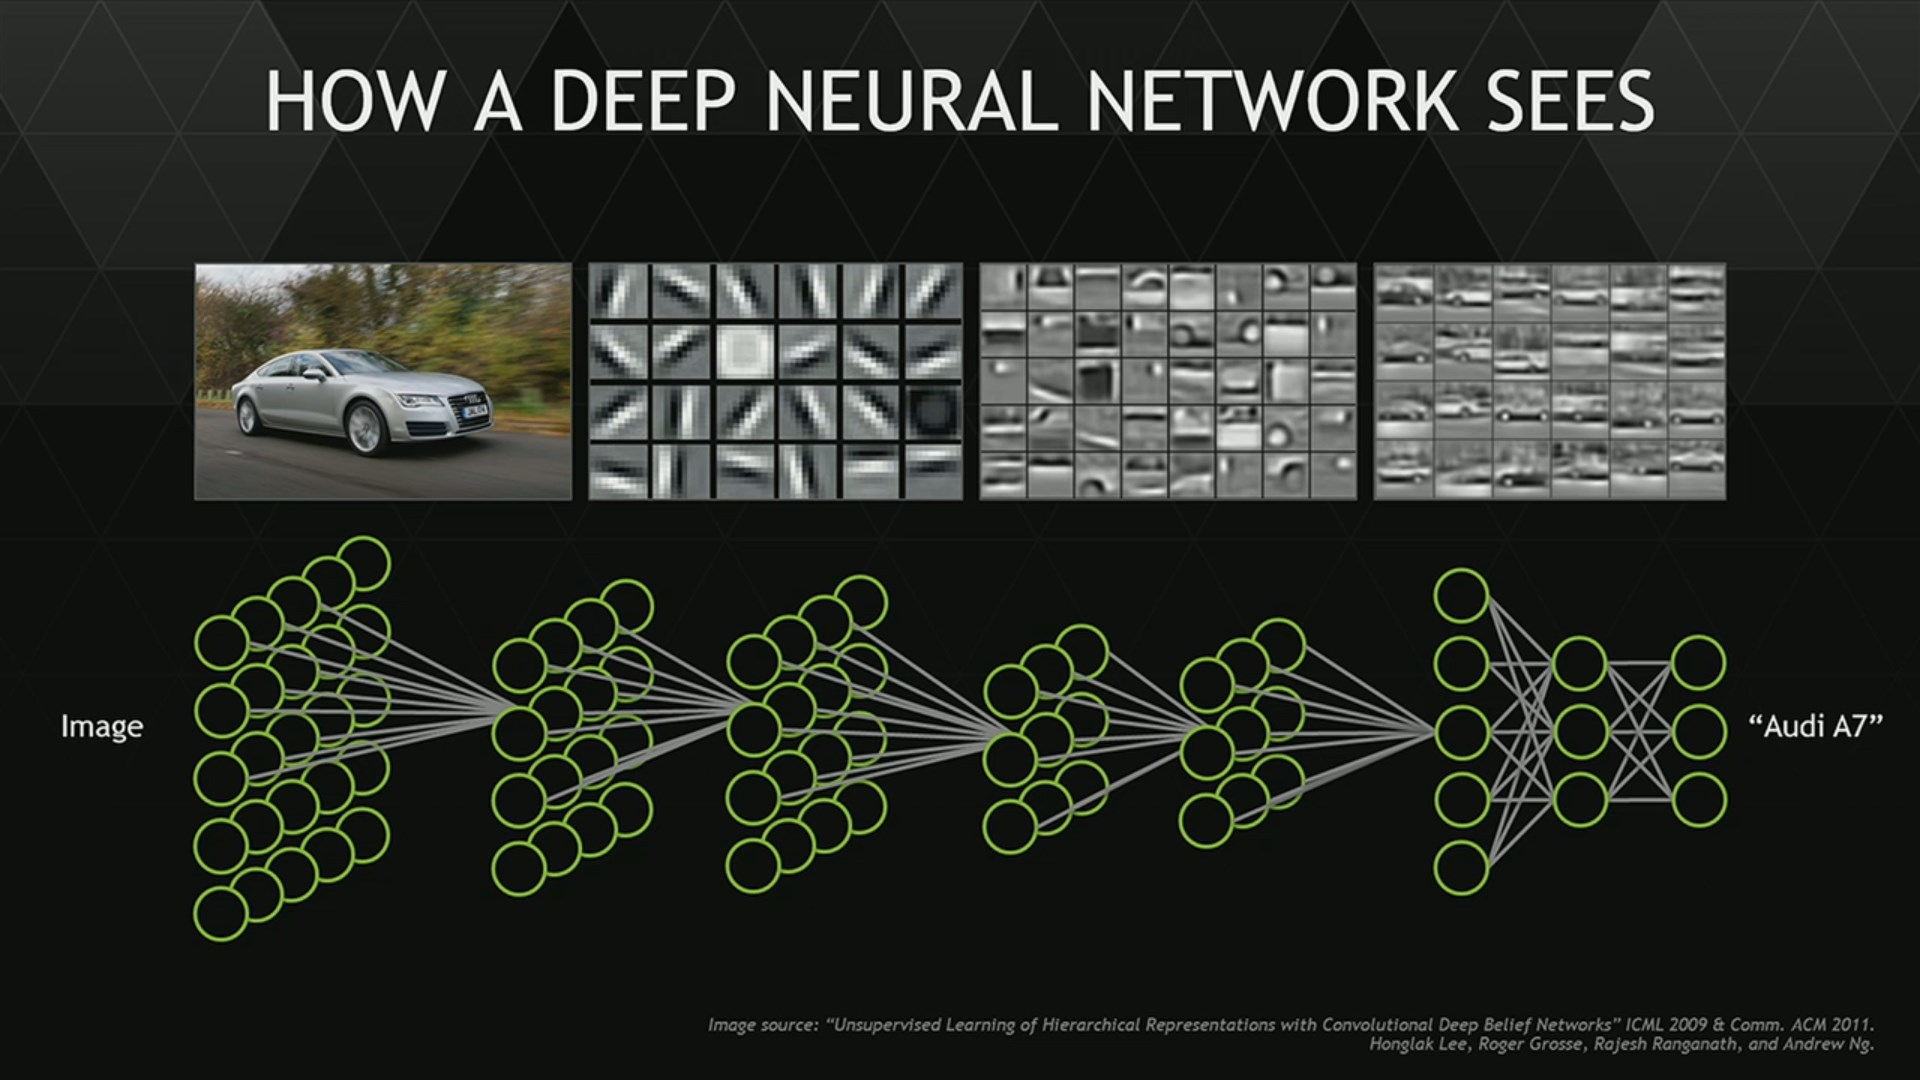 HOW A DEEP NEURAL NETWORK SEES
Image
“Audi A7”
Image source: “Unsupervised Learning of Hierarchical Representations with Convolutional Deep Belief Networks” ICML 2009 & Comm. ACM 2011.
Honglak Lee, Roger Grosse, Rajesh Ranganath, and Andrew Ng.